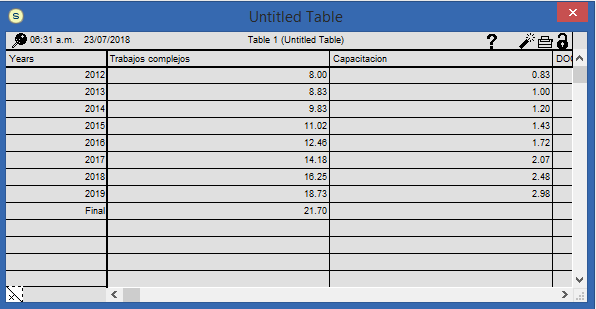 S Untitled Table
06:31 a.m. 23/07/2018 Table 1 (Untitled Table) ?
Years Trabajos complejos Capacitacion DO
2012 8.00 0.83
2013 8.83 1.00
2014 9.83 1.20
2015 11.02 1.43
2016 12.46 1.72
2017 14.18 2.07
2018 16.25 2.48
2019 18.73 2.98
Final 21.70